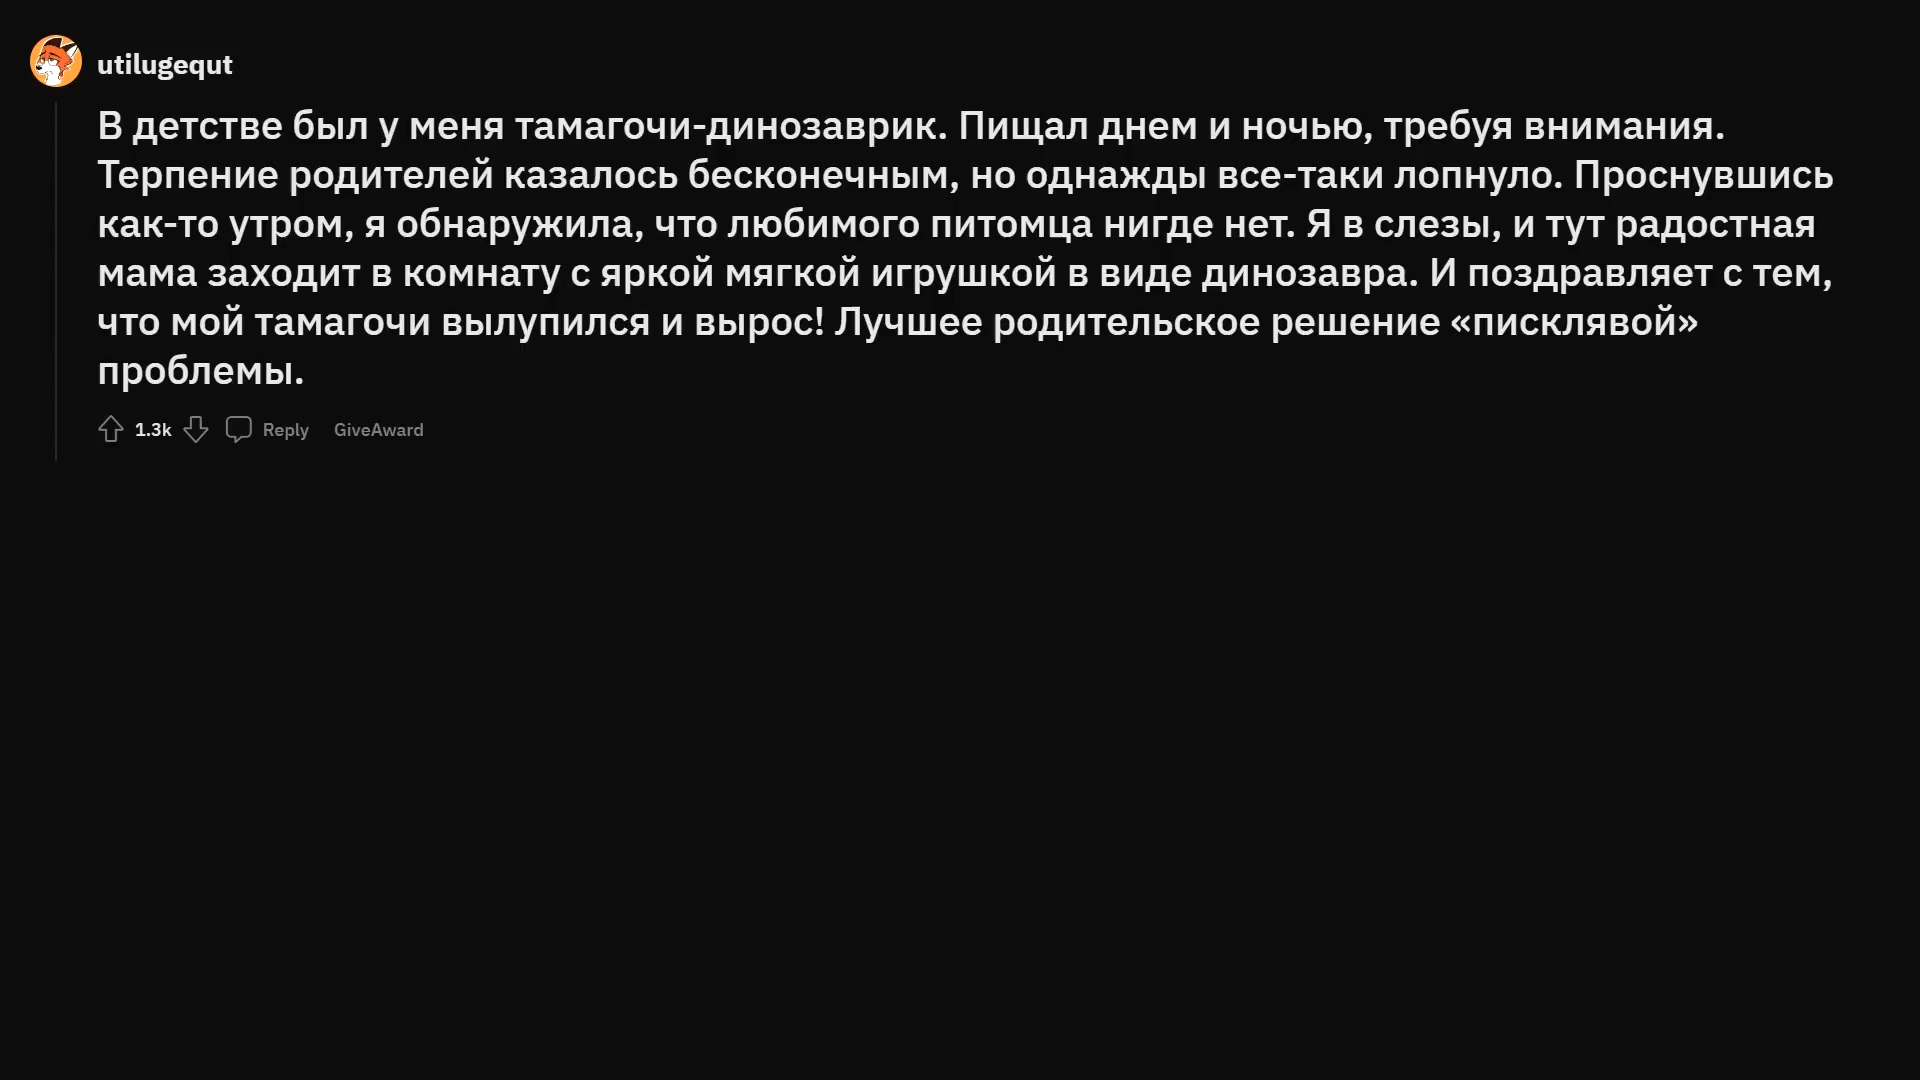 utilugequt
В детстве был у меня тамагочи-динозаврик. Пищал днем и ночью, требуя внимания.
Терпение родителей казалось бесконечным, но однажды все-таки лопнуло. Проснувшись
как-то утром, я обнаружила, что любимого питомца нигде нет. Я в слезы, и тут радостная
мама заходит в комнату с яркой мягкой игрушкой в виде динозавра. И поздравляет с тем,
что мой тамагочи вылупился и вырос! Лучшее родительское решение «писклявой»
проблемы.
1.3k Reply GiveAward